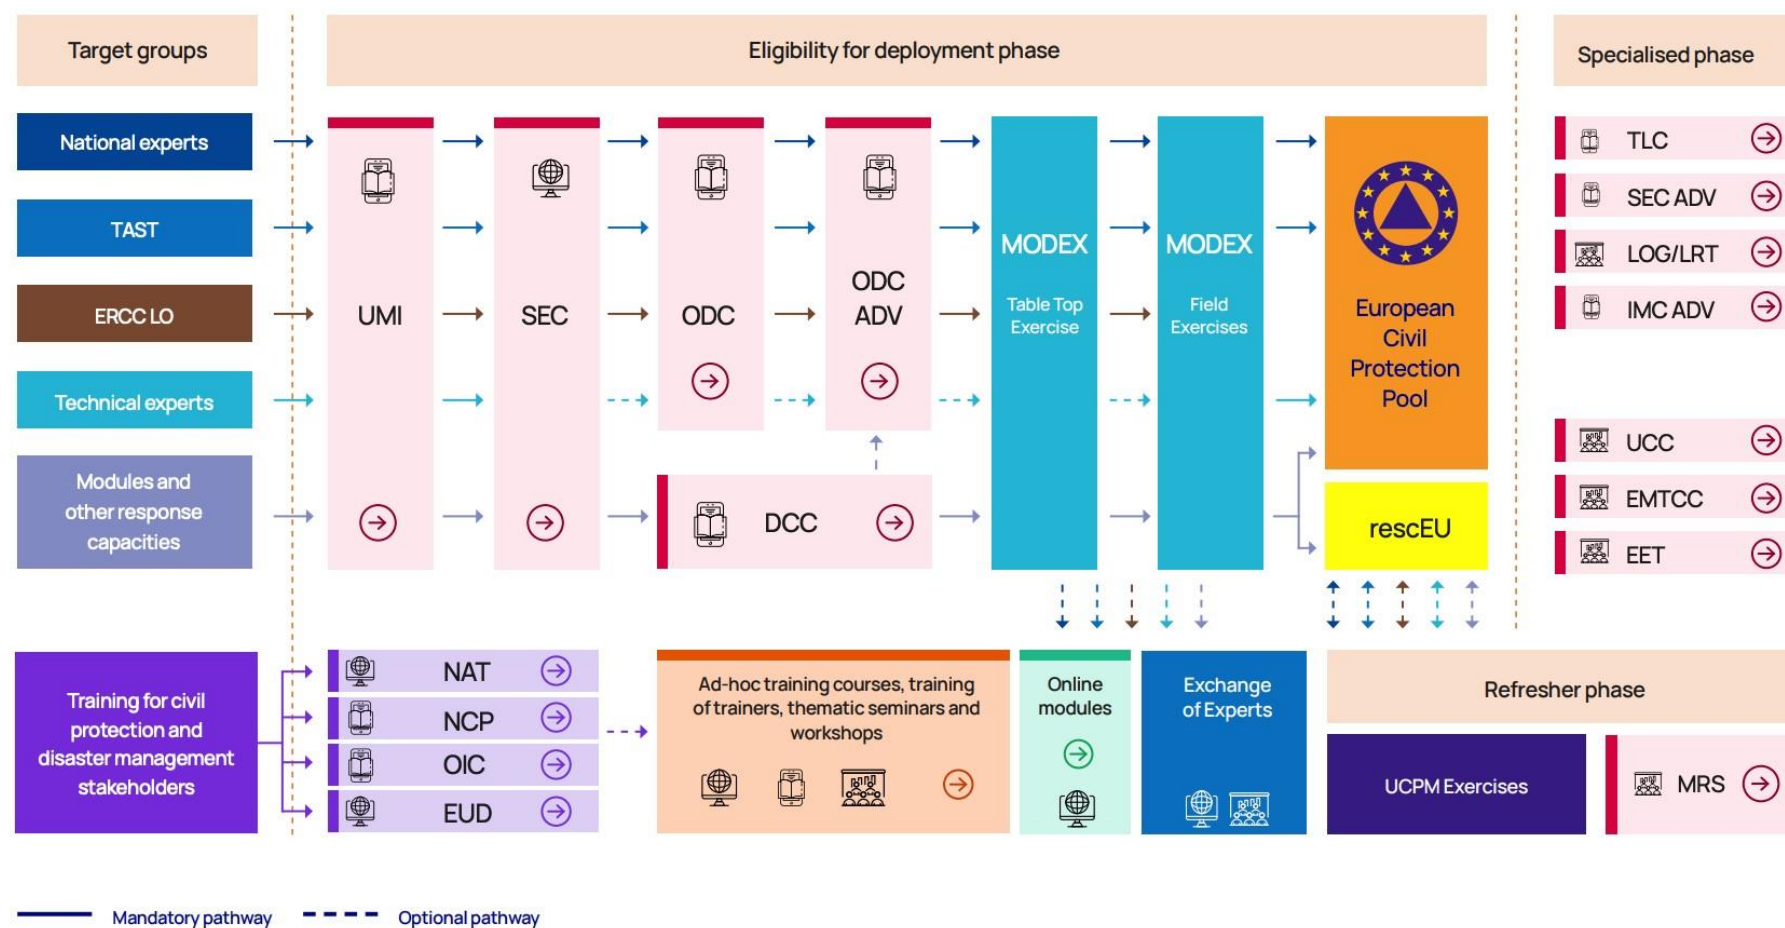 Target groups
Eligibility for deployment phase
Specialised phase
National experts
TAST
ERCC LO
Technical experts
Modules and
other response
capacities
UMI
SEC
ODC
ODC
ADV
DCC
MODEX
Table Top
Exercise
MODEX
Field
Exercises
European
Civil
Protection
Pool
rescEU
TLC
SEC ADV
LOG/LRT
IMC ADV
UCC
EMTCC
EET
Training for civil
protection and
disaster management
stakeholders
NAT
NCP
OIC
EUD
Ad-hoc training courses, training
of trainers, thematic seminars and
workshops
Online
modules
Exchange
of Experts
Refresher phase
UCPM Exercises
MRS
Mandatory pathway
Optional pathway